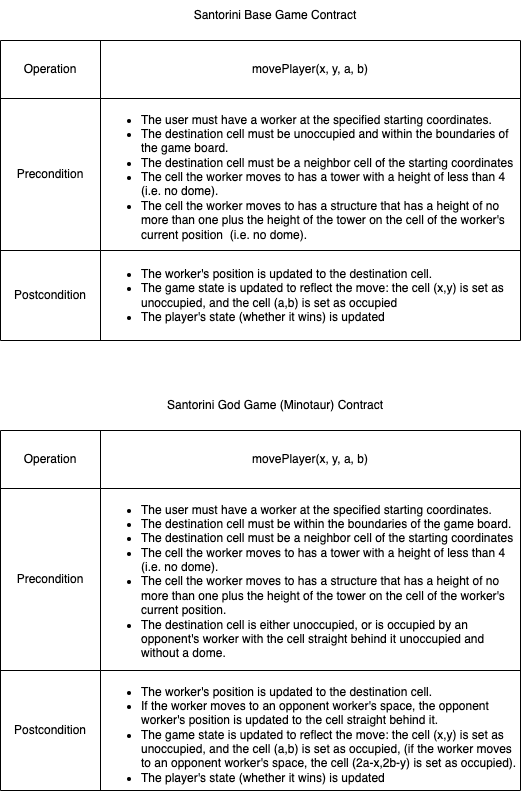 Santorini Base Game Contract
Operation
movePlayer(x, y, a, b)
Precondition
• The user must have a worker at the specified starting coordinates.
• The destination cell must be unoccupied and within the boundaries of
the game board.
• The destination cell must be a neighbor cell of the starting coordinates
• The cell the worker moves to has a tower with a height of less than 4
(i.e. no dome).
• The cell the worker moves to has a structure that has a height of no
more than one plus the height of the tower on the cell of the worker's
current position  (i.e. no dome).
Postcondition
• The worker's position is updated to the destination cell.
• The game state is updated to reflect the move: the cell (x,y) is set as
unoccupied, and the cell (a,b) is set as occupied
• The player's state (whether it wins) is updated
Santorini God Game (Minotaur) Contract
Operation
movePlayer(x, y, a, b)
Precondition
• The user must have a worker at the specified starting coordinates.
• The destination cell must be within the boundaries of the game board.
• The destination cell must be a neighbor cell of the starting coordinates
• The cell the worker moves to has a tower with a height of less than 4
(i.e. no dome).
• The cell the worker moves to has a structure that has a height of no
more than one plus the height of the tower on the cell of the worker's
current position.
• The destination cell is either unoccupied, or is occupied by an
opponent's worker with the cell straight behind it unoccupied and
without a dome.
Postcondition
• The worker's position is updated to the destination cell.
• If the worker moves to an opponent worker's space, the opponent
worker's position is updated to the cell straight behind it.
• The game state is updated to reflect the move: the cell (x,y) is set as
unoccupied, and the cell (a,b) is set as occupied, (if the worker moves
to an opponent worker's space, the cell (2a-x,2b-y) is set as occupied).
• The player's state (whether it wins) is updated